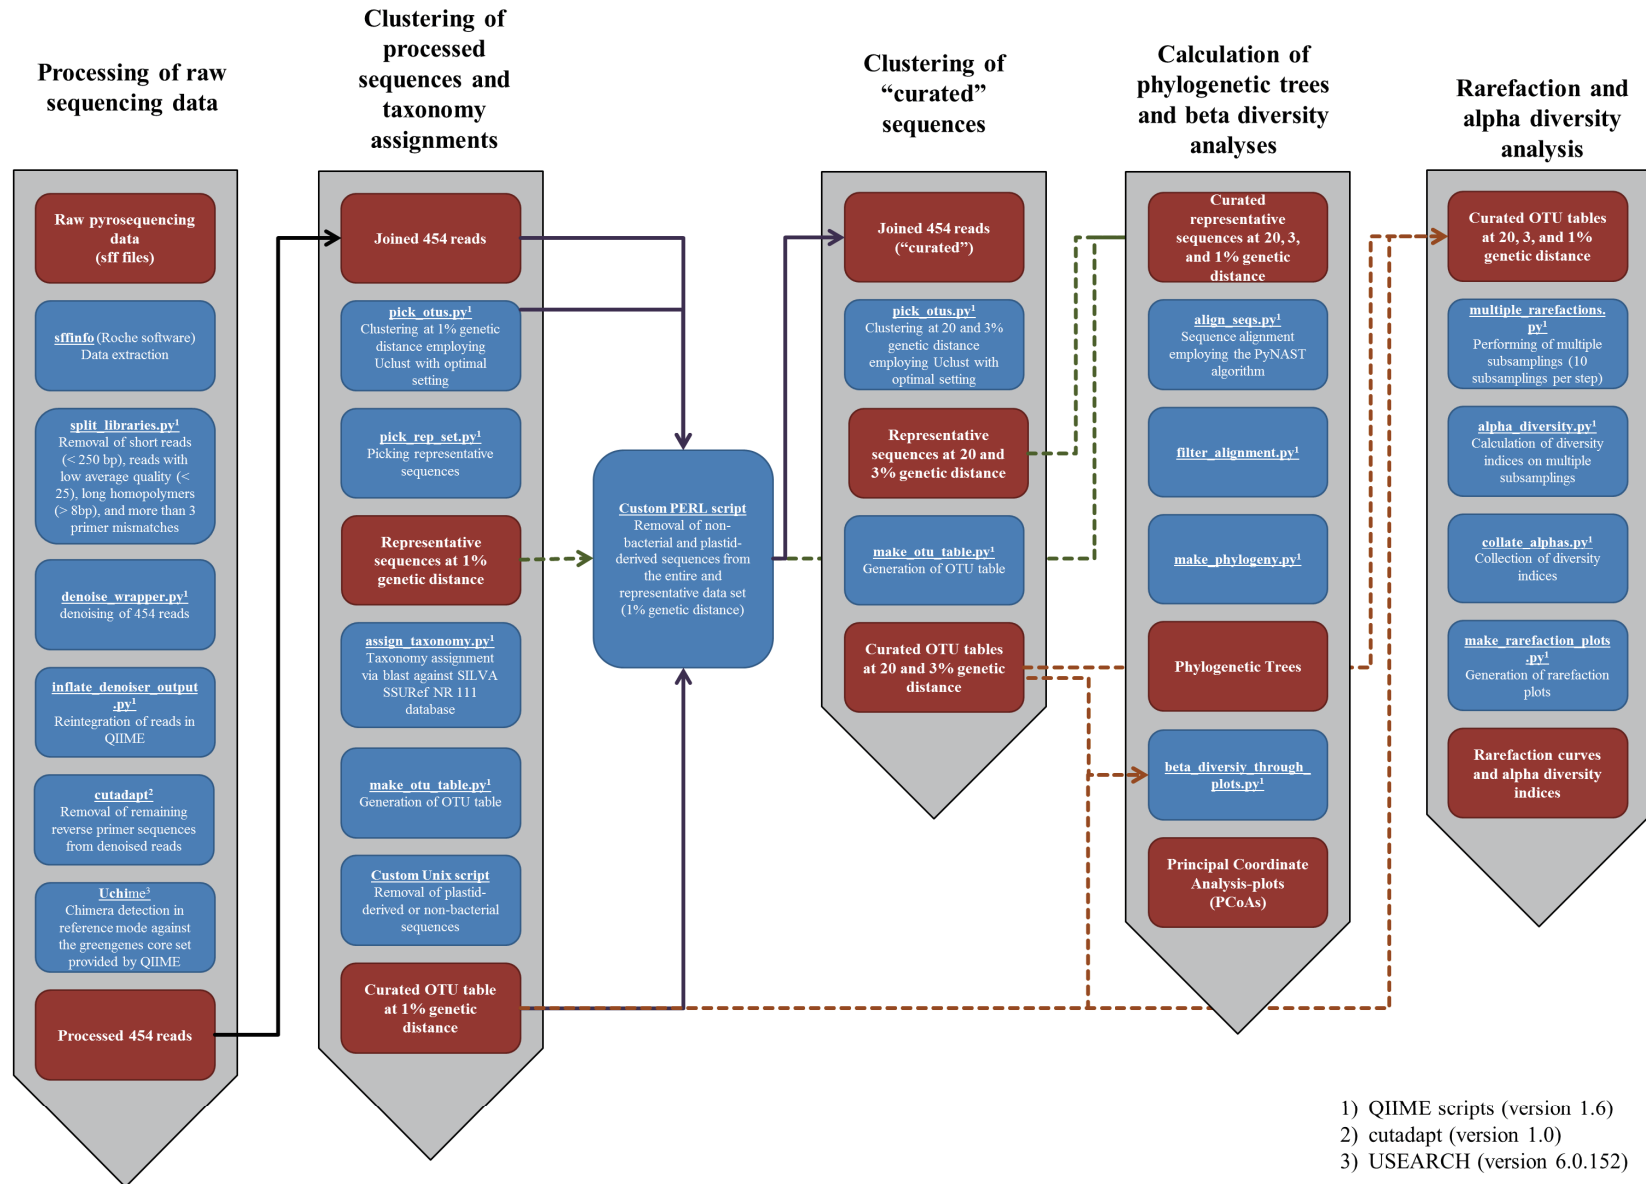 Processing of raw
sequencing data
Raw pyrosequencing
data
(sff files)
sffinfo (Roche software)
Data extraction
split_libraries.py¹
Removal of short reads
(< 250 bp), reads with
low average quality (<
25), long homopolymers
(> 8bp), and more than 3
primer mismatches
denoise_wrapper.py¹
denoising of 454 reads
inflate_denoiser_output
.py¹
Reintegration of reads in
QIIME
cutadapt²
Removal of remaining
reverse primer sequences
from denoised reads
Uchime³
Chimera detection in
reference mode against
the greengenes core set
provided by QIIME
Processed 454 reads
Clustering of
processed
sequences and
taxonomy
assignments
Joined 454 reads
pick_otus.py¹
Clustering at 1% genetic
distance employing
Uclust with optimal
setting
pick_rep_set.py¹
Picking representative
sequences
Representative
sequences at 1%
genetic distance
assign_taxonomy.py¹
Taxonomy assignment
via blast against SILVA
SSURef NR 111
database
make_otu_table.py¹
Generation of OTU table
Custom Unix script
Removal of plastid-
derived or non-bacterial
sequences
Curated OTU table
at 1% genetic
distance
Custom PERL script
Removal of non-
bacterial and plastid-
derived sequences from
the entire and
representative data set
(1% genetic distance)
Clustering of
“curated”
sequences
Joined 454 reads
(“curated”)
pick_otus.py¹
Clustering at 20 and 3%
genetic distance
employing Uclust with
optimal setting
Representative
sequences at 20 and
3% genetic distance
make_otu_table.py¹
Generation of OTU table
Curated OTU tables
at 20 and 3% genetic
distance
Calculation of
phylogenetic trees
and beta diversity
analyses
Curated
representative
sequences at 20, 3,
and 1% genetic
distance
align_seqs.py¹
Sequence alignment
employing the PyNAST
algorithm
filter_alignment.py¹
make_phylogeny.py¹
Phylogenetic Trees
beta_diversiy_through_
plots.py¹
Principal Coordinate
Analysis-plots
(PCoAs)
Rarefaction and
alpha diversity
analysis
Curated OTU tables
at 20, 3, and 1%
genetic distance
multiple_rarefactions.
py¹
Performing of multiple
subsamplings (10
subsamplings per step)
alpha_diversity.py¹
Calculation of diversity
indices on multiple
subsamplings
collate_alphas.py¹
Collection of diversity
indices
make_rarefaction_plots
.py¹
Generation of rarefaction
plots
Rarefaction curves
and alpha diversity
indices
1) QIIME scripts (version 1.6)
2) cutadapt (version 1.0)
3) USEARCH (version 6.0.152)